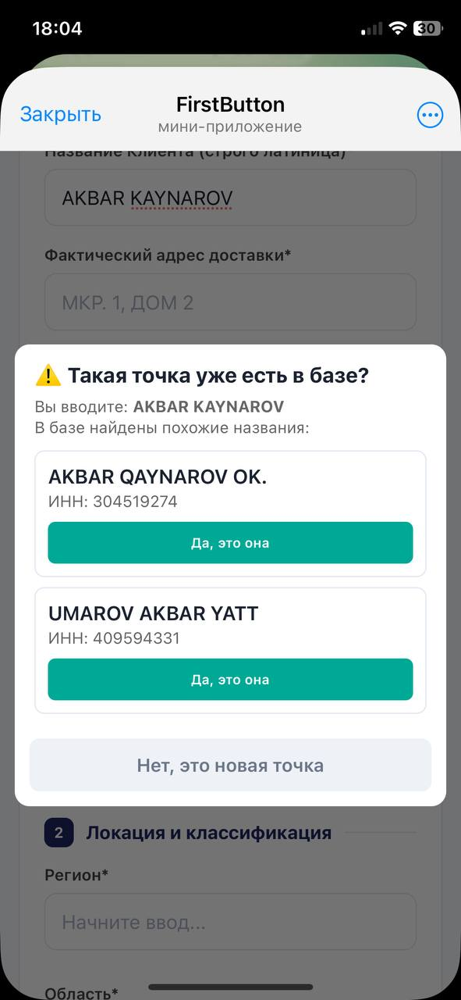 18:04
30
Закрыть
FirstButton
мини-приложение
Название Клиента (строго латиница)
AKBAR KAYNAROV
Фактический адрес доставки*
МКР. 1, ДОМ 2
⚠️ Такая точка уже есть в базе?
Вы вводите: AKBAR KAYNAROV
В базе найдены похожие названия:
AKBAR QAYNAROV OK.
ИНН: 304519274
Да, это она
UMAROV AKBAR YATT
ИНН: 409594331
Да, это она
Нет, это новая точка
2 Локация и классификация
Регион*
Начните ввод...
Область*